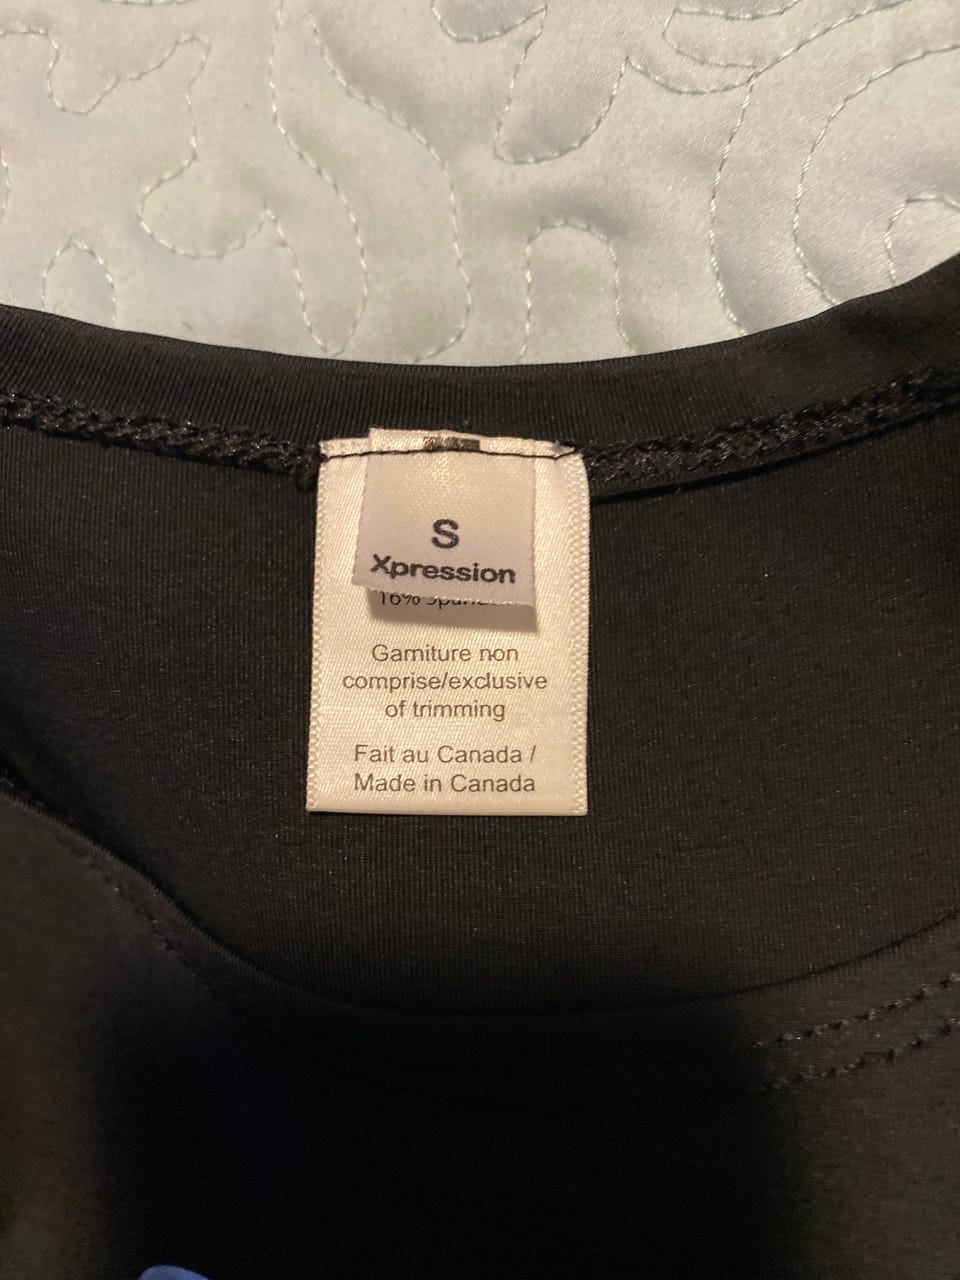 S
Xpression
16%
Garniture non
comprise/exclusive
of trimming
Fait au Canada /
Made in Canada